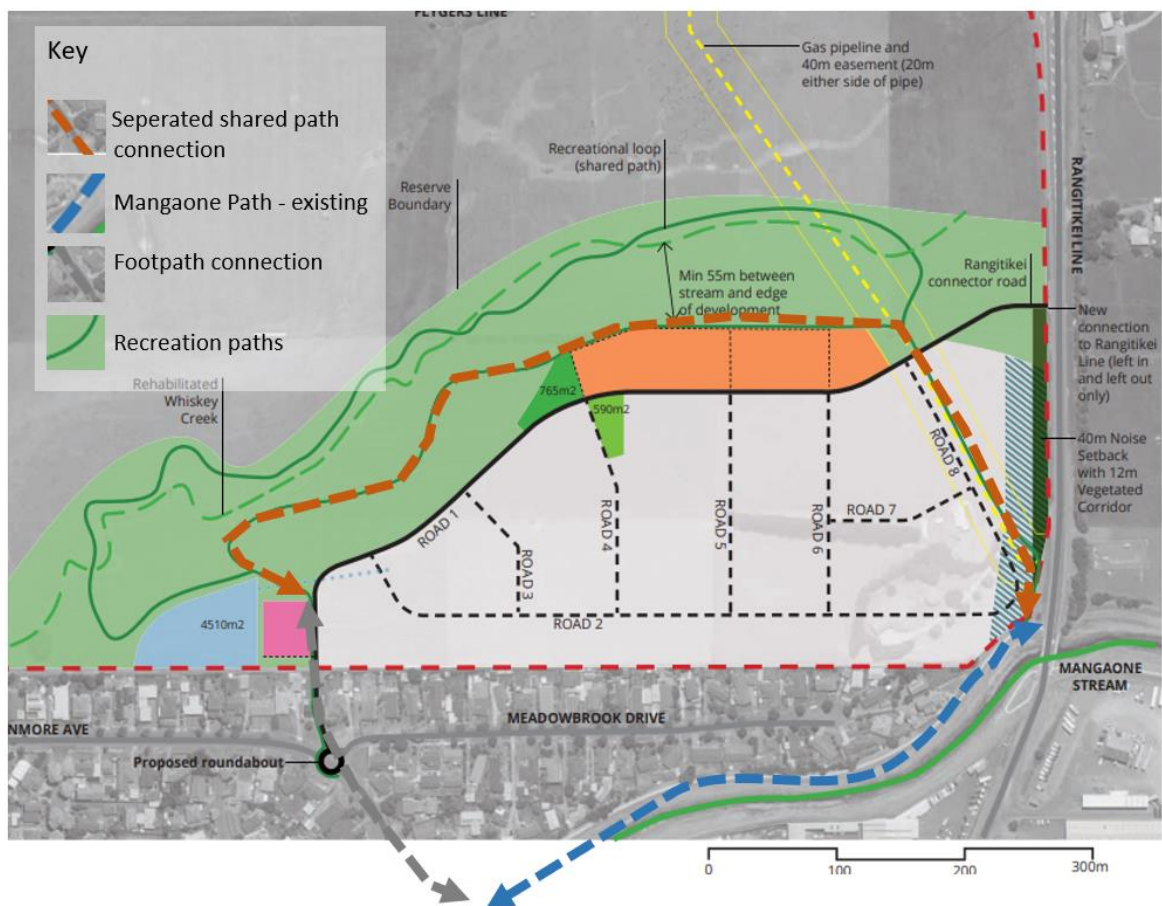 FLYGERS LINE
Key
Seperated shared path
connection
Mangaone Path - existing
Footpath connection
Recreation paths
Gas pipeline and
40m easement (20m
either side of pipe)
Recreational loop
(shared path)
Reserve
Boundary
RANGITIKEI LINE
Min 55m between
stream and edge
of development
Rangitikei
connector road
New
connection
to Rangitikei
Line (left in
and left out
only)
Rehabilitated
Whiskey
Creek
765m2
590m2
40m Noise
Setback
with 12m
Vegetated
Corridor
ROAD 1
ROAD 3
ROAD 4
ROAD 5
ROAD 6
ROAD 7
ROAD 8
ROAD 2
4510m2
MANGAONE
STREAM
NMORE AVE
MEADOWBROOK DRIVE
Proposed roundabout
0
100
200
300m